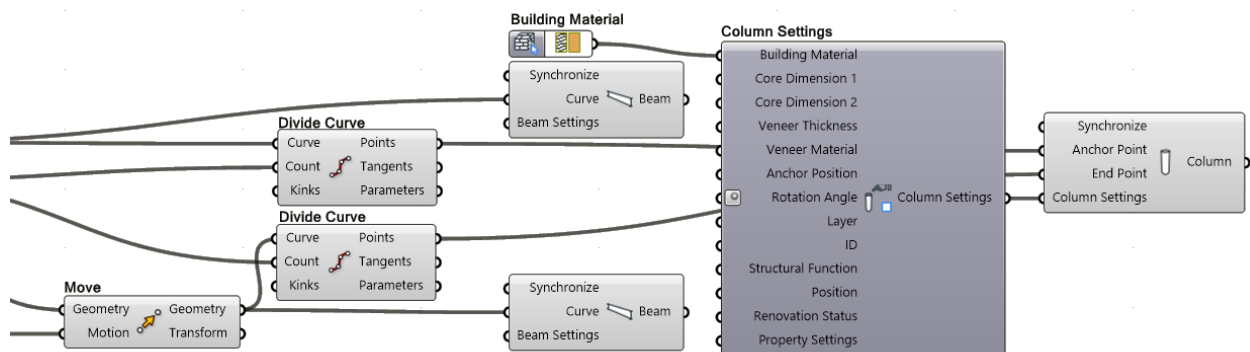 Building Material
Synchronize
Curve Beam
Beam Settings
Divide Curve
Curve Points
Count Tangents
Kinks Parameters
Divide Curve
Curve Points
Count Tangents
Kinks Parameters
Move
Geometry Geometry
Motion Transform
Synchronize
Curve Beam
Beam Settings
Column Settings
Building Material
Core Dimension 1
Core Dimension 2
Veneer Thickness
Veneer Material
Anchor Position
Rotation Angle Column Settings
Layer
ID
Structural Function
Position
Renovation Status
Property Settings
Synchronize
Anchor Point
End Point Column
Column Settings